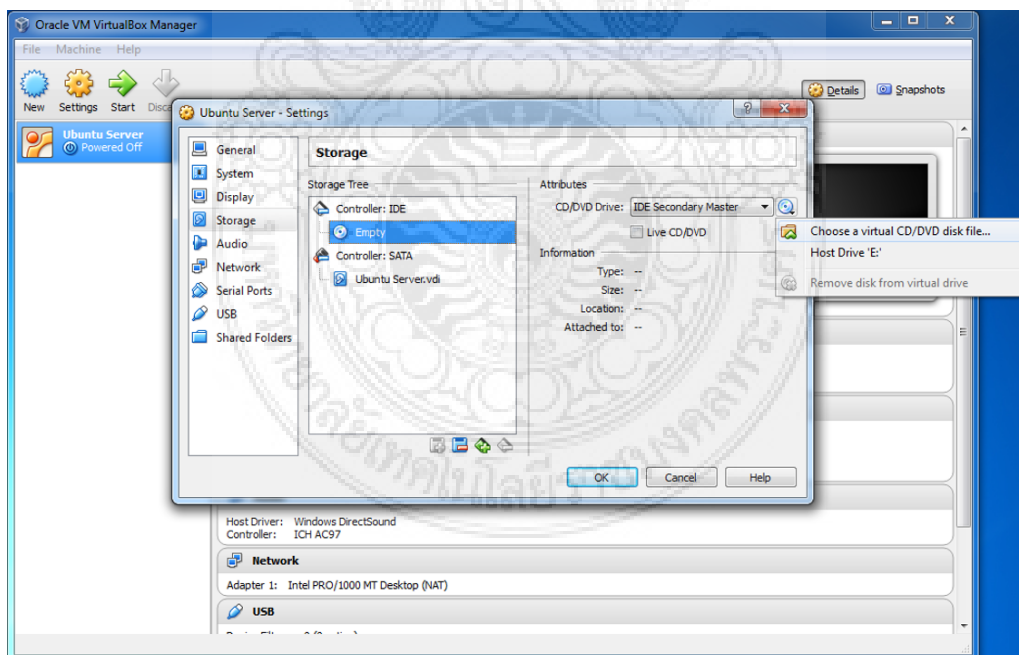 Oracle VM VirtualBox Manager
File Machine Help
New Settings Start
Details Snapshots
Ubuntu Server
Powered Off
Ubuntu Server - Settings
General
System
Display
Storage
Audio
Network
Serial Ports
USB
Shared Folders
Storage
Storage Tree
Controller: IDE
Empty
Controller: SATA
Ubuntu Server.vdi
Attributes
CD/DVD Drive: IDE Secondary Master
Live CD/DVD
Information
Type: --
Size: --
Location: --
Attached to: --
Choose a virtual CD/DVD disk file...
Host Drive 'E:'
Remove disk from virtual drive
OK Cancel Help
Host Driver: Windows DirectSound
Controller: ICH AC97
Network
Adapter 1: Intel PRO/1000 MT Desktop (NAT)
USB